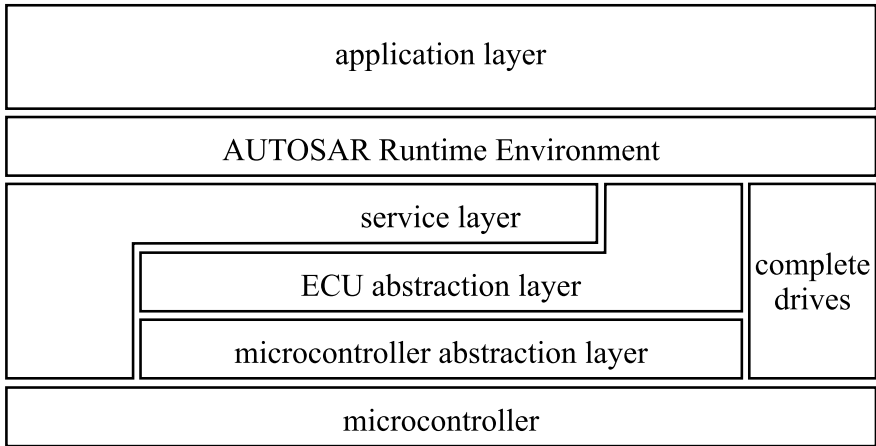 application layer
AUTOSAR Runtime Environment
service layer
ECU abstraction layer
complete
drives
microcontroller abstraction layer
microcontroller